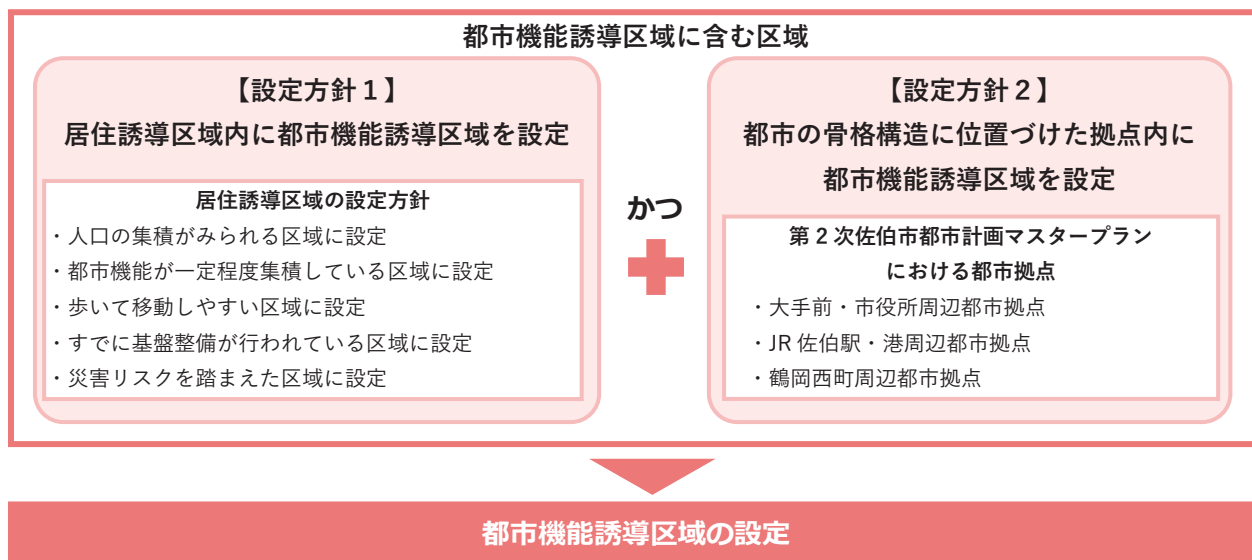 都市機能誘導区域に含む区域
【設定方針１】
居住誘導区域内に都市機能誘導区域を設定
居住誘導区域の設定方針
・人口の集積がみられる区域に設定
・都市機能が一定程度集積している区域に設定
・歩いて移動しやすい区域に設定
・すでに基盤整備が行われている区域に設定
・災害リスクを踏まえた区域に設定
かつ
【設定方針２】
都市の骨格構造に位置づけた拠点内に
都市機能誘導区域を設定
第２次佐伯市都市計画マスタープラン
における都市拠点
・大手前・市役所周辺都市拠点
・JR 佐伯駅・港周辺都市拠点
・鶴岡西町周辺都市拠点
都市機能誘導区域の設定